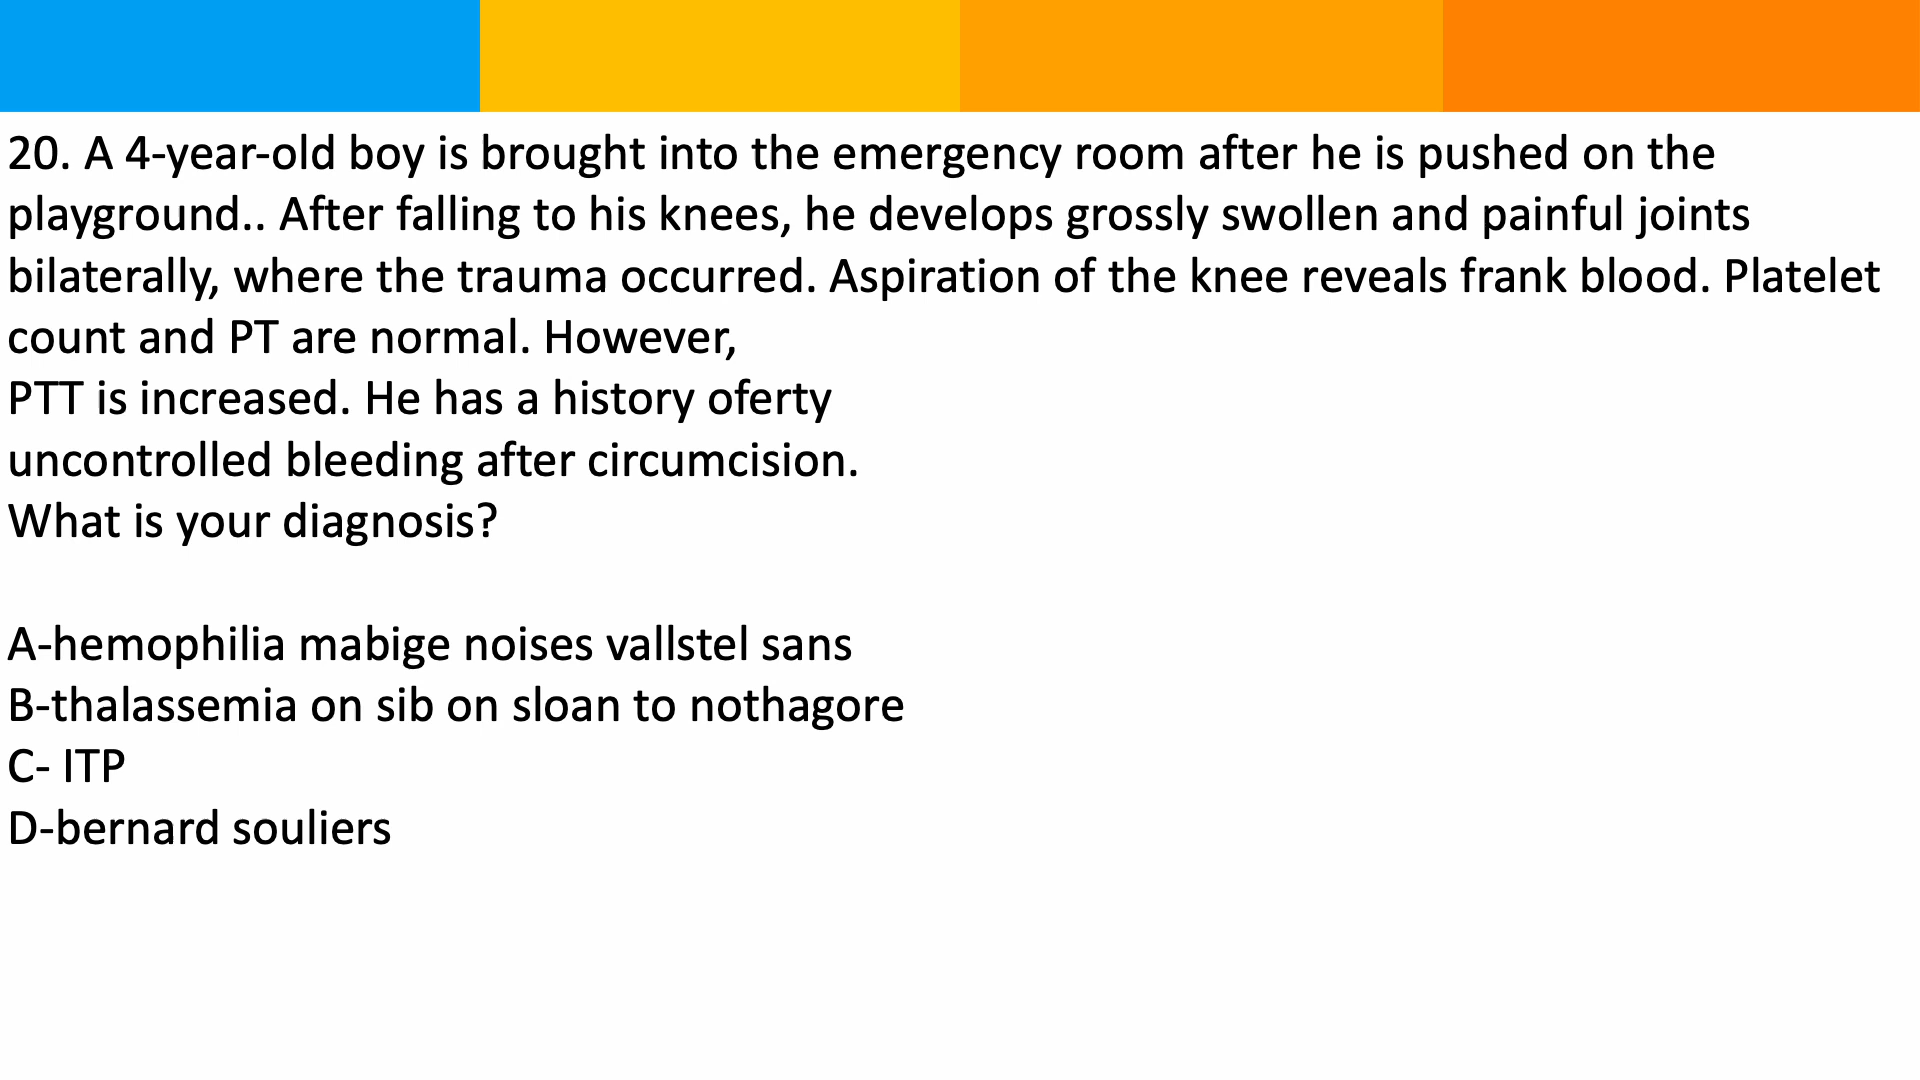 20. A 4-year-old boy is brought into the emergency room after he is pushed on the
playground.. After falling to his knees, he develops grossly swollen and painful joints
bilaterally, where the trauma occurred. Aspiration of the knee reveals frank blood. Platelet
count and PT are normal. However,
PTT is increased. He has a history oferty
uncontrolled bleeding after circumcision.
What is your diagnosis?
A-hemophilia mabige noises vallstel sans
B-thalassemia on sib on sloan to nothagore
C- ITP
D-bernard souliers